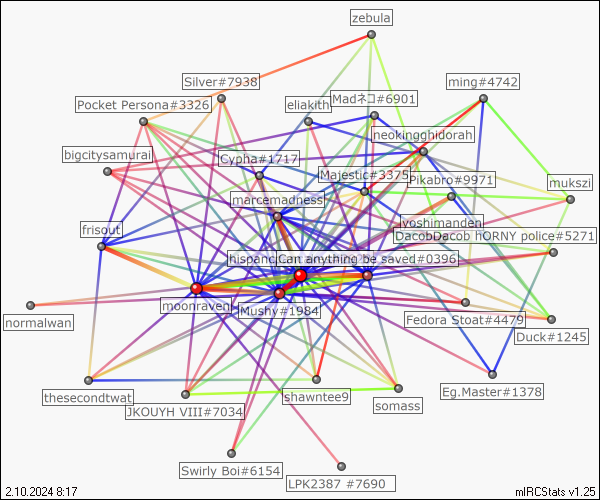 zebula
Silver#7938
ming#4742
Pocket Persona#3326
eliakith
Madネコ#6901
neokingghidorah
bigcitysamurai
Cypha#1717
Majestic#3375
Pikabro#9971
mukszi
marcemadness
frisout
yoshimanden
DacobDacob hORNY police#5271
hispanic
Can anything be saved#0396
moonraven
Mushy#1984
normalwan
Fedora Stoat#4479
Duck#1245
thesecondtwat
shawntee9
somass
Eg.Master#1378
JKOUYH VIII#7034
Swirly Boi#6154
LPK2387 #7690
2.10.2024 8:17
mIRCStats v1.25